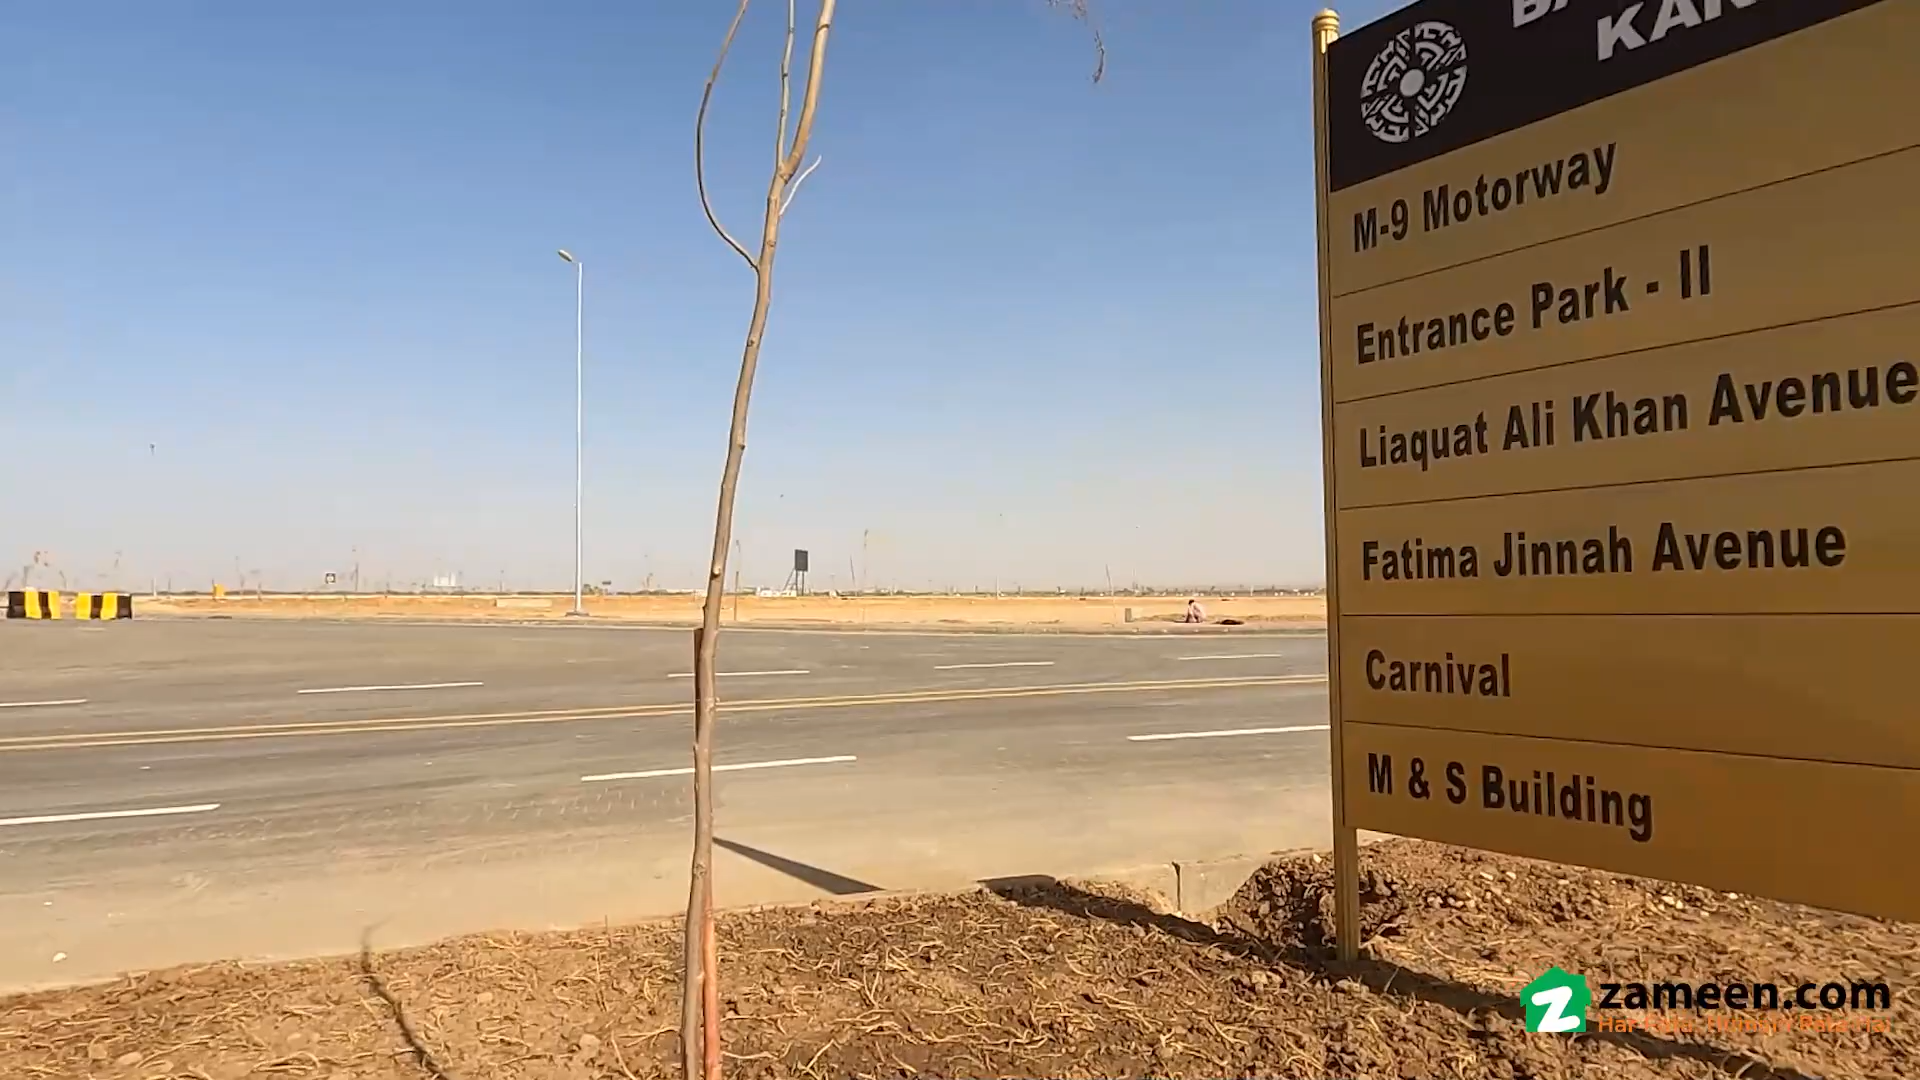 M-9 Motorway
Entrance Park - II
Liaquat Ali Khan Avenue
Fatima Jinnah Avenue
Carnival
M & S Building
zameen.com